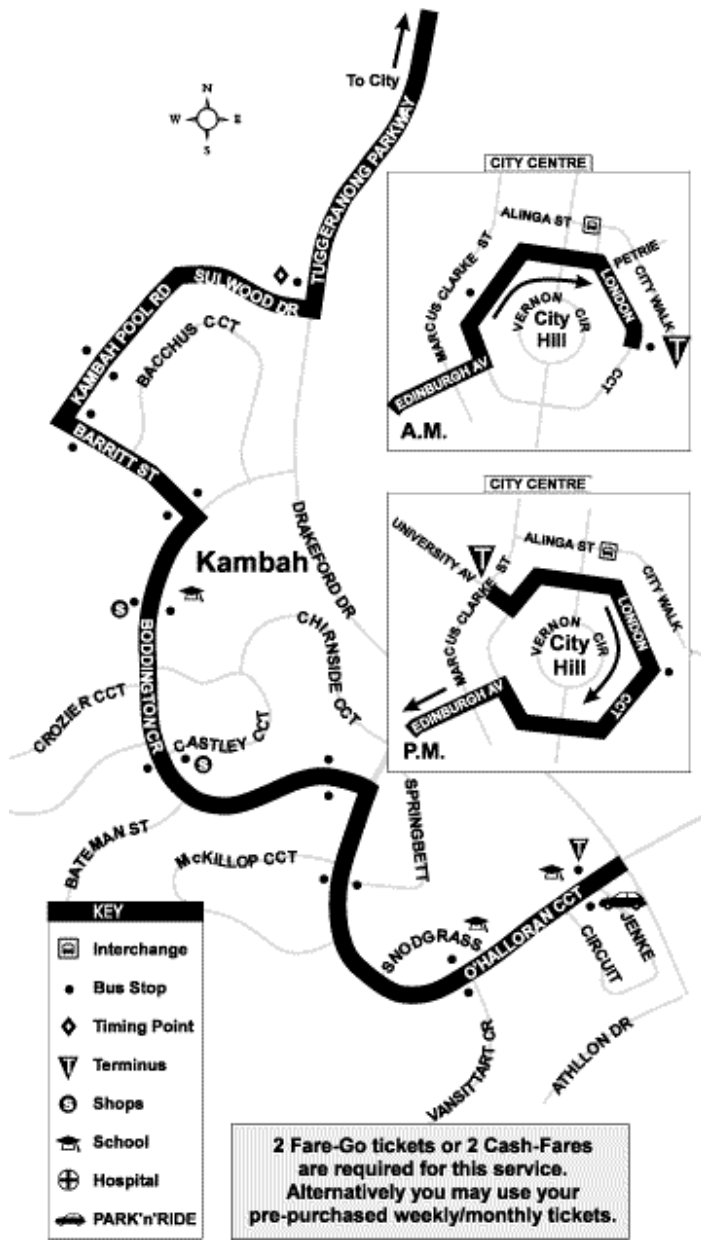 To City
N
W E
S
TUGGERANONG PARKWAY
SULWOOD DR
KAMBAH POOL RD
BACCHUS CCT
BARRITT ST
Kambah
DRAKEFORD DR
BODDINGTON CR
CHIRNSIDE CCT
CROZIER CCT
CASTLEY CCT
S
S
BATEMAN ST
McKILLOP CCT
SPRINGBETT
SNODGRASS
O'HALLORAN CCT
T
JENKE
CIRCUIT
VANSITTART CR
ATHLLON DR
CITY CENTRE
ALINGA ST
MARCUS CLARKE ST
PETRIE
CITY WALK
LONDON
CCT
VERNON CIR
City
Hill
T
EDINBURGH AV
A.M.
CITY CENTRE
UNIVERSITY AV
T
ALINGA ST
MARCUS CLARKE ST
CITY WALK
LONDON
CCT
VERNON CIR
City
Hill
EDINBURGH AV
P.M.
KEY
Interchange
Bus Stop
Timing Point
T Terminus
S Shops
School
Hospital
PARK'n'RIDE
2 Fare-Go tickets or 2 Cash-Fares
are required for this service.
Alternatively you may use your
pre-purchased weekly/monthly tickets.